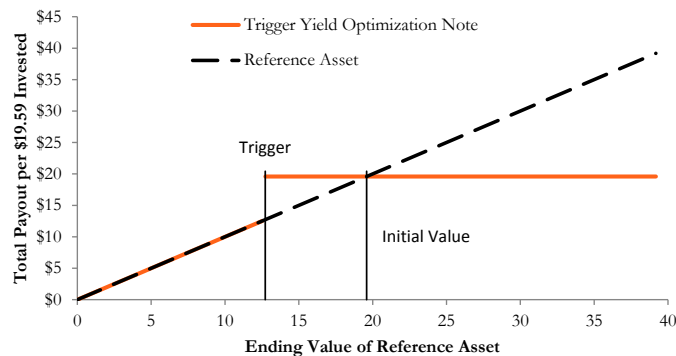 $45
$40
$35
$30
$25
$20
$15
$10
$5
$0
Total Payout per $19.59 Invested
Trigger Yield Optimization Note
Reference Asset
Trigger
Initial Value
0 5 10 15 20 25 30 35 40
Ending Value of Reference Asset